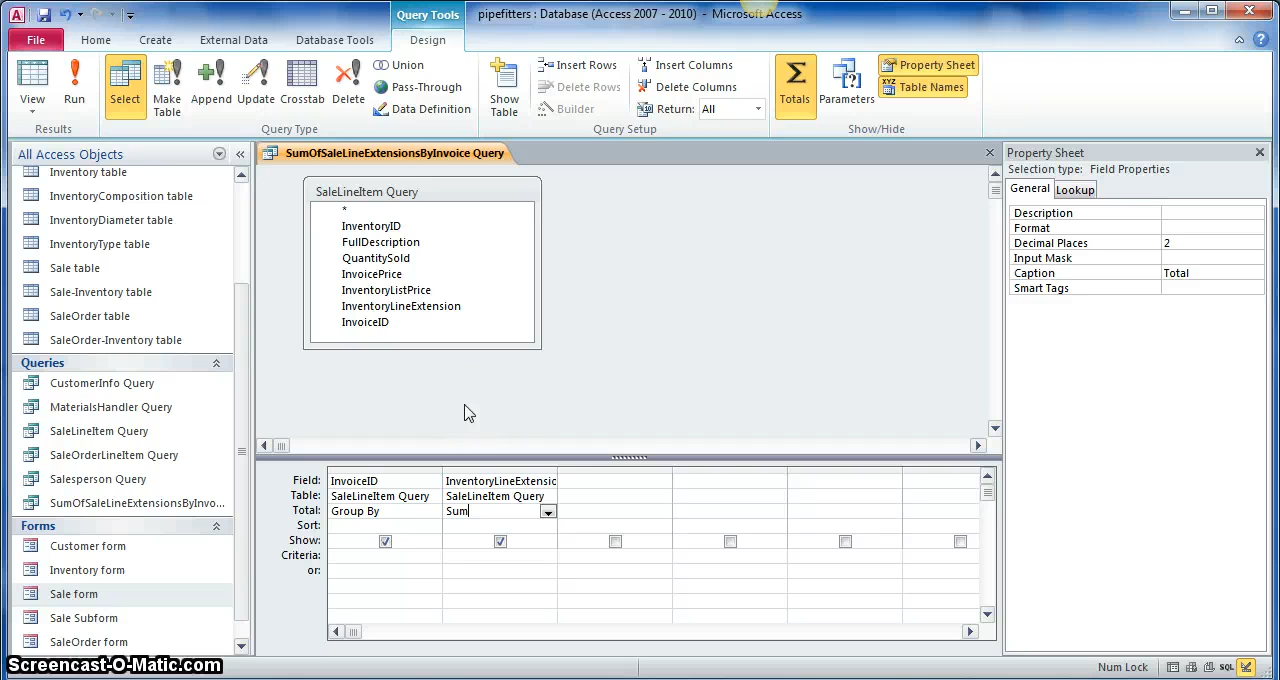 A
Query Tools
pipefitters : Database (Access 2007 - 2010) - Microsoft Access
File
Home
Create
External Data
Database Tools
Design
View
Run
Results
Select
Make Table
Append
Update
Crosstab
Delete
Union
Pass-Through
Data Definition
Query Type
Show Table
Insert Rows
Delete Rows
Builder
Insert Columns
Delete Columns
Return: All
Query Setup
Σ
Totals
Parameters
Property Sheet
XYZ
Table Names
Show/Hide
All Access Objects
Inventory table
InventoryComposition table
InventoryDiameter table
InventoryType table
Sale table
Sale-Inventory table
SaleOrder table
SaleOrder-Inventory table
Queries
CustomerInfo Query
MaterialsHandler Query
SaleLineItem Query
SaleOrderLineItem Query
Salesperson Query
SumOfSaleLineExtensionsByInvo...
Forms
Customer form
Inventory form
Sale form
Sale Subform
SaleOrder form
SumOfSaleLineExtensionsByInvoice Query
SaleLineItem Query
*
InventoryID
FullDescription
QuantitySold
InvoicePrice
InventoryListPrice
InventoryLineExtension
InvoiceID
Field: InvoiceID InventoryLineExtensic
Table: SaleLineItem Query SaleLineItem Query
Total: Group By Sum
Sort:
Show:
Criteria:
or:
Property Sheet
Selection type: Field Properties
General Lookup
Description
Format
Decimal Places 2
Input Mask
Caption Total
Smart Tags
Screencast-O-Matic.com
Num Lock
SQL